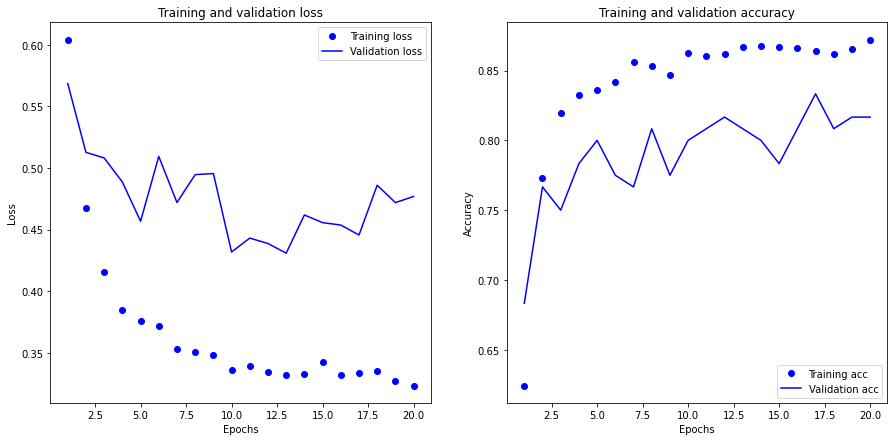 Training and validation loss
0.60
0.55
0.50
0.45
0.40
0.35
Loss
Training loss
Validation loss
2.5 5.0 7.5 10.0 12.5 15.0 17.5 20.0
Epochs
Training and validation accuracy
0.85
0.80
0.75
0.70
0.65
Accuracy
Training acc
Validation acc
2.5 5.0 7.5 10.0 12.5 15.0 17.5 20.0
Epochs